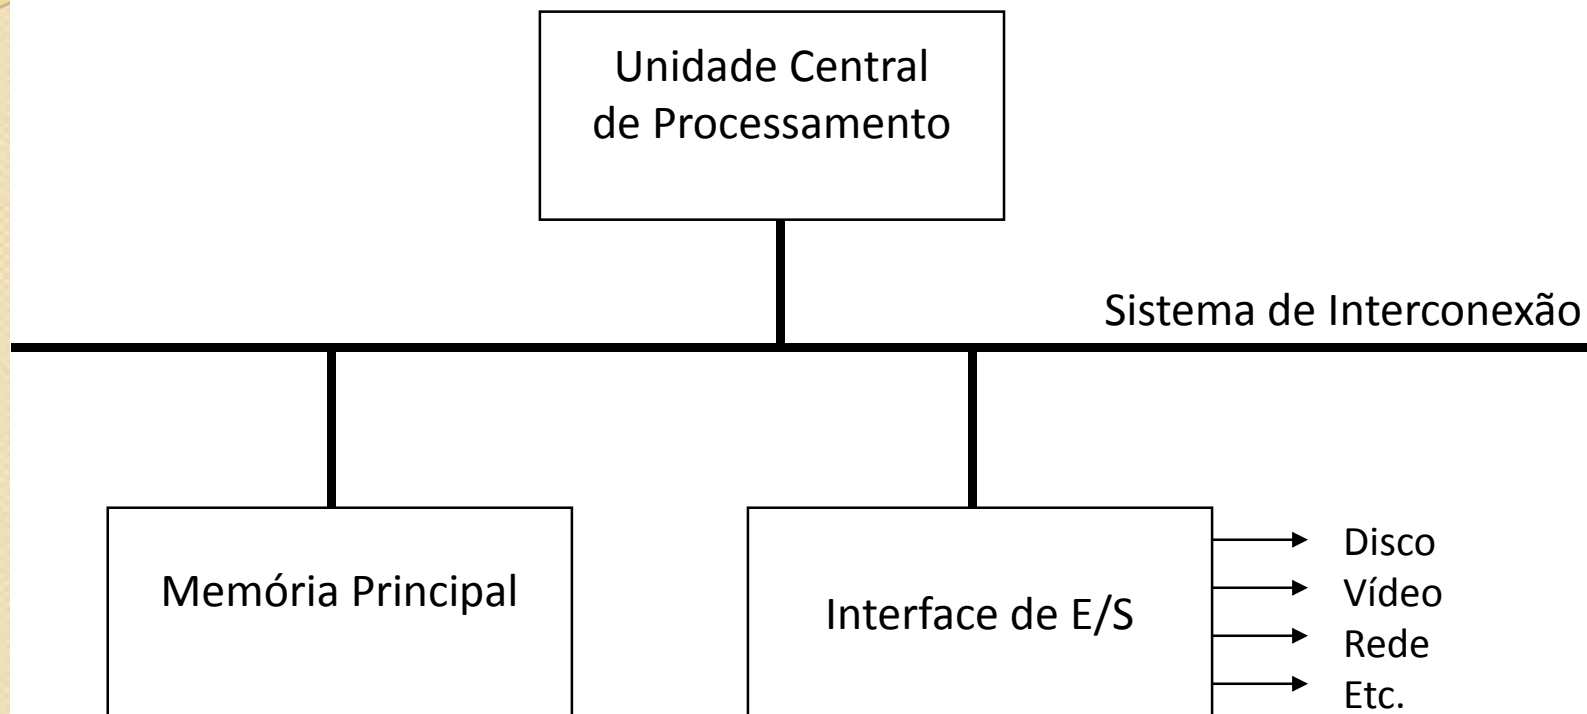 Unidade Central
de Processamento
Sistema de Interconexão
Memória Principal
Interface de E/S
Disco
Vídeo
Rede
Etc.